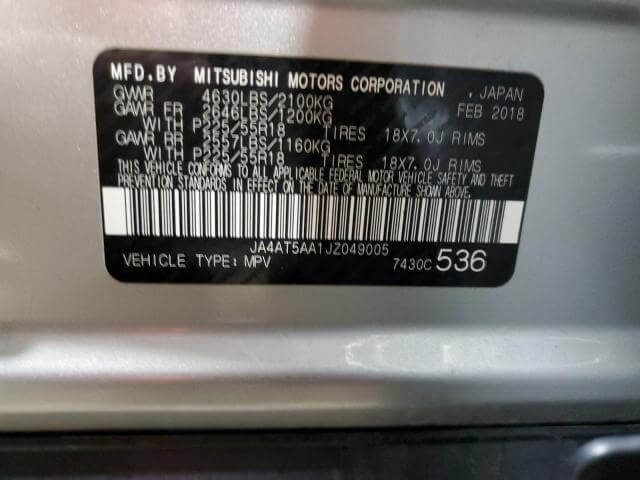 MFD.BY MITSUBISHI MOTORS CORPORATION , JAPAN
GVWR 4630LBS/2100KG FEB 2018
GAWR FR 2646LBS/1200KG
WITH P225/55R18 TIRES 18X7.0J RIMS
GAWR RR 2557LBS/1160KG
WITH P225/55R18 TIRES 18X7.0J RIMS
THIS VEHICLE CONFORMS TO ALL APPLICABLE FEDERAL MOTOR VEHICLE SAFETY AND THEFT
PREVENTION STANDARDS IN EFFECT ON THE DATE OF MANUFACTURE SHOWN ABOVE.
JA4AT5AA1JZ049005
VEHICLE TYPE: MPV 7430C 536